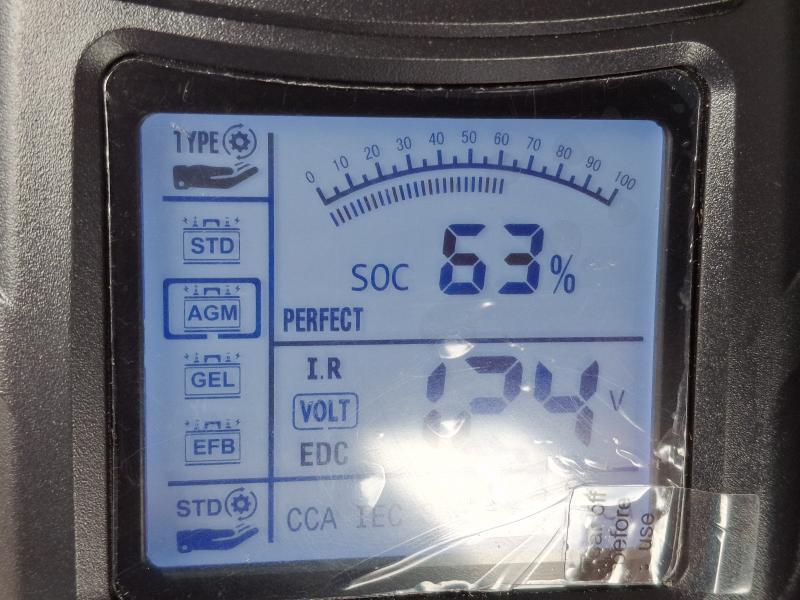 TYPE
0 10 20 30 40 50 60 70 80 90 100
STD
SOC 63%
AGM
PERFECT
GEL
I.R
VOLT
V
EFB
EDC
STD
CCA IEC
before
use